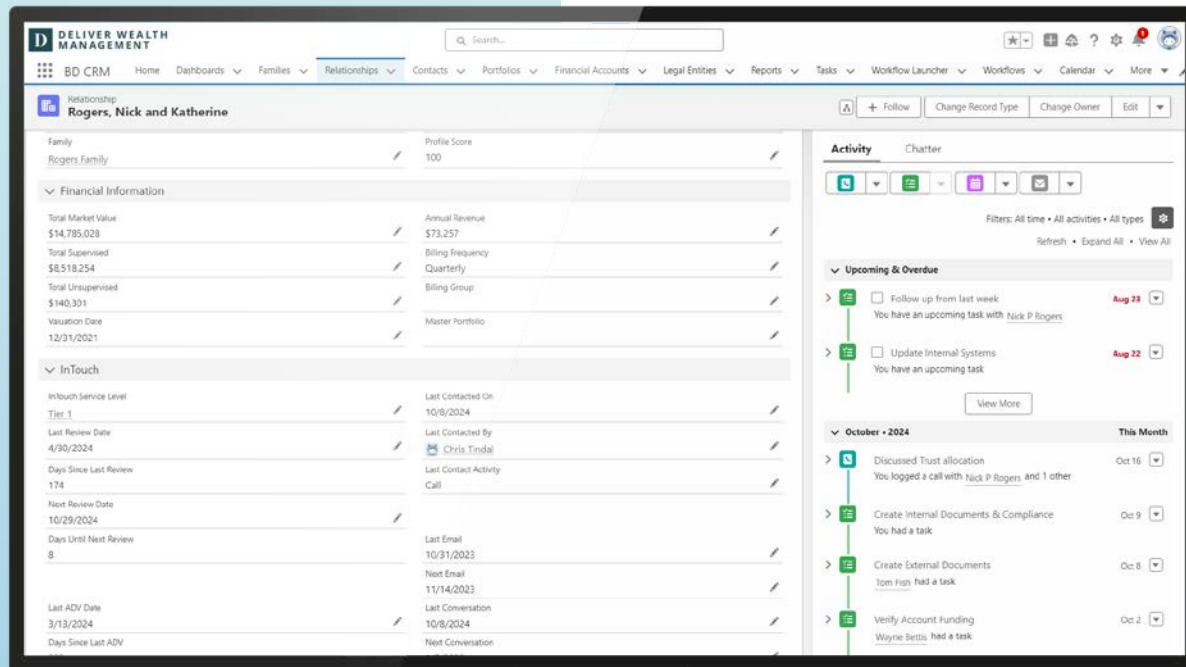 DELIVER WEALTH
MANAGEMENT
Search...
1
BD CRM Home Dashboards Families Relationships Contacts Portfolios Financial Accounts Legal Entities Reports Tasks Workflow Launcher Workflows Calendar More
Relationship
Rogers, Nick and Katherine
+ Follow Change Record Type Change Owner Edit
Family
Rogers Family
Profile Score
100
Financial Information
Total Market Value
$14,785,028
Annual Revenue
$73,257
Total Supervised
$8,518,254
Billing Frequency
Quarterly
Total Unsupervised
$140,301
Billing Group
Valuation Date
12/31/2021
Master Portfolio
InTouch
InTouch Service Level
Tier 1
Last Contacted On
10/8/2024
Last Review Date
4/30/2024
Last Contacted By
Chris Tindal
Days Since Last Review
174
Last Contact Activity
Call
Next Review Date
10/29/2024
Days Until Next Review
8
Last Email
10/31/2023
Next Email
11/14/2023
Last ADV Date
3/13/2024
Last Conversation
10/8/2024
Days Since Last ADV
Next Conversation
Activity Chatter
Filters: All time • All activities • All types
Refresh • Expand All • View All
Upcoming & Overdue
Follow up from last week Aug 23
You have an upcoming task with Nick P Rogers
Update Internal Systems Aug 22
You have an upcoming task
View More
October • 2024 This Month
Discussed Trust allocation Oct 16
You logged a call with Nick P Rogers and 1 other
Create Internal Documents & Compliance Oct 9
You had a task
Create External Documents Oct 8
Tom Fish had a task
Verify Account Funding Oct 2
Wayne Bettis had a task